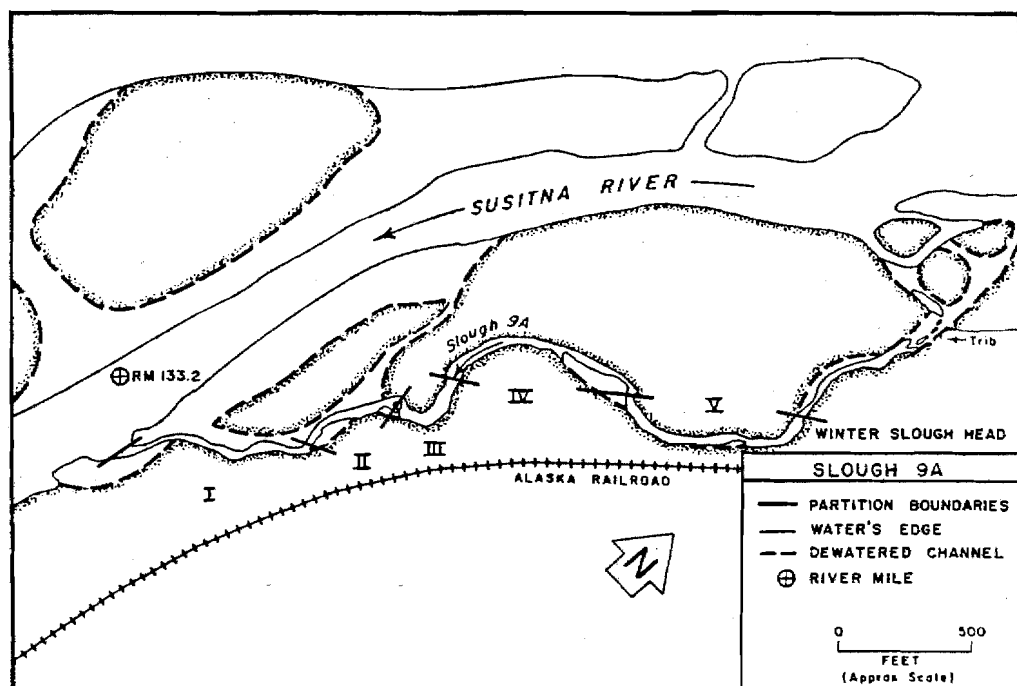 SUSITNA RIVER
Slough 9A
Trib
RM 133.2
IV
V
WINTER SLOUGH HEAD
II
III
I
ALASKA RAILROAD
N
SLOUGH 9A
PARTITION BOUNDARIES
WATER'S EDGE
DEWATERED CHANNEL
RIVER MILE
0 500
FEET
(Approx Scale)